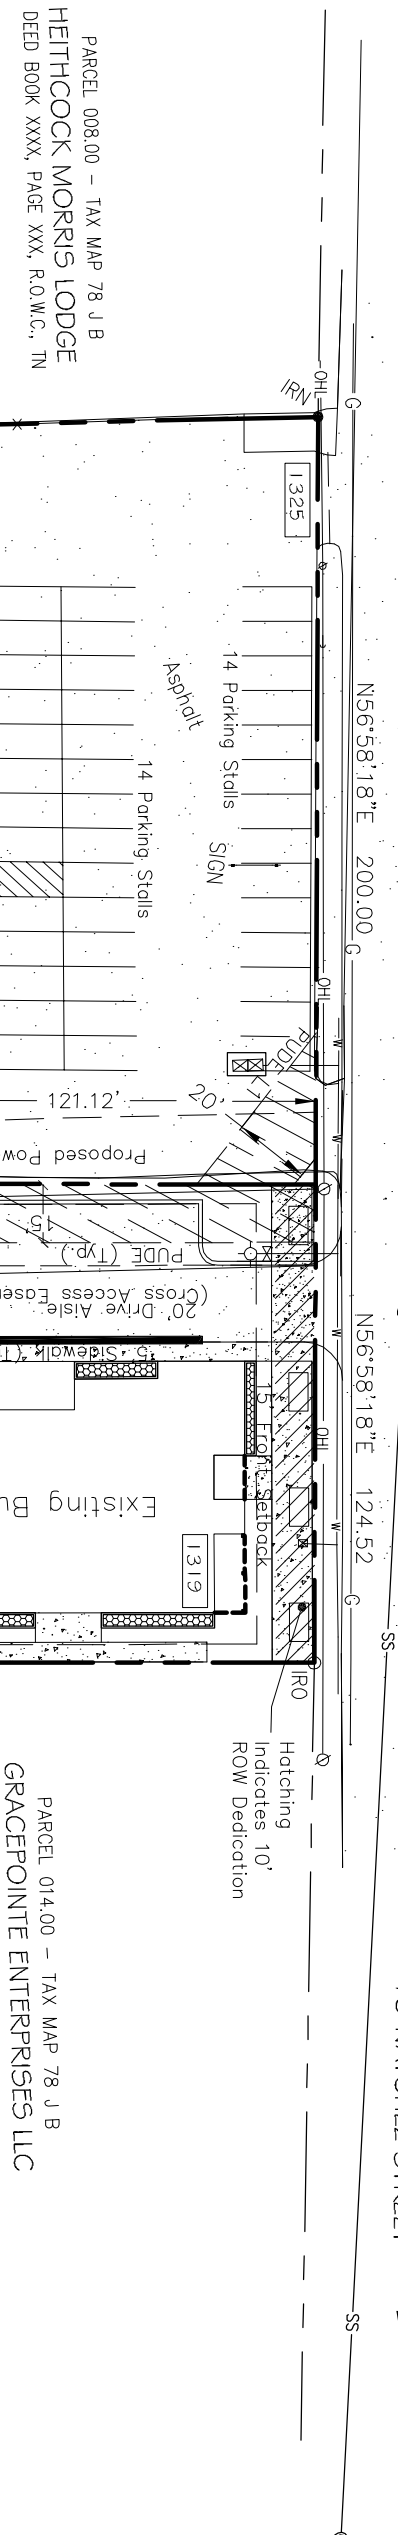 PARCEL 008.00 - TAX MAP 78 J B
HEITHCOCK MORRIS LODGE
DEED BOOK XXXX, PAGE XXX, R.O.W.C., TN
IRN
OHL
G
1325
N56°58'18"E 200.00
14 Parking Stalls
Asphalt
14 Parking Stalls
SIGN
G
OHL
W
PUDE
121.12'
20'
W
Proposed
15'
PUDE (Typ.)
20' Drive Aisle
(Cross Access
5' Sidewalk
W
N56°58'18"E 124.52
OHL
15' Front Setback
W
Existing
1319
G
SS
IRO
Hatching
Indicates 10'
ROW Dedication
PARCEL 014.00 - TAX MAP 78 J B
GRACEPOINTE ENTERPRISES LLC
SS